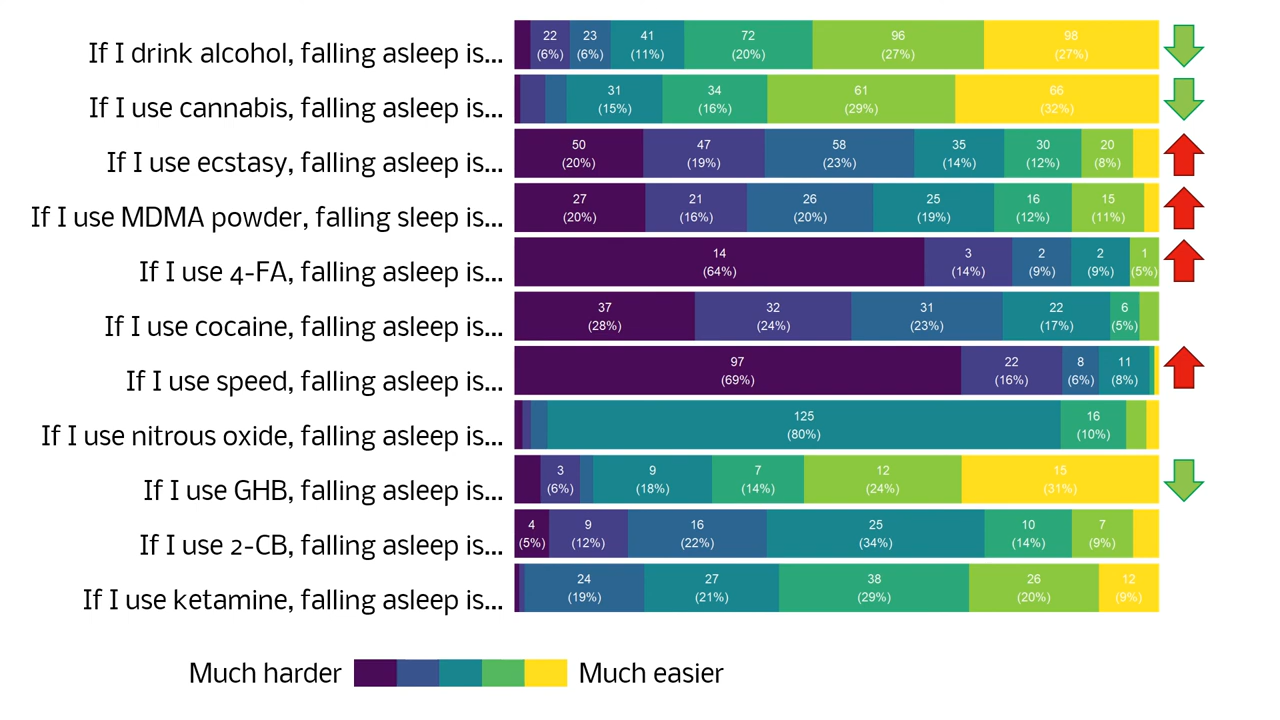 If I drink alcohol, falling asleep is...
22 23 41 72 96 98
(6%) (6%) (11%) (20%) (27%) (27%)
If I use cannabis, falling asleep is...
31 34 61 66
(15%) (16%) (29%) (32%)
If I use ecstasy, falling asleep is...
50 47 58 35 30 20
(20%) (19%) (23%) (14%) (12%) (8%)
If I use MDMA powder, falling sleep is...
27 21 26 25 16 15
(20%) (16%) (20%) (19%) (12%) (11%)
If I use 4-FA, falling asleep is...
14 3 2 2 1
(64%) (14%) (9%) (9%) (5%)
If I use cocaine, falling asleep is...
37 32 31 22 6
(28%) (24%) (23%) (17%) (5%)
If I use speed, falling asleep is...
97 22 8 11
(69%) (16%) (6%) (8%)
If I use nitrous oxide, falling asleep is...
125 16
(80%) (10%)
If I use GHB, falling asleep is...
3 9 7 12 15
(6%) (18%) (14%) (24%) (31%)
If I use 2-CB, falling asleep is...
4 9 16 25 10 7
(5%) (12%) (22%) (34%) (14%) (9%)
If I use ketamine, falling asleep is...
24 27 38 26 12
(19%) (21%) (29%) (20%) (9%)
Much harder Much easier